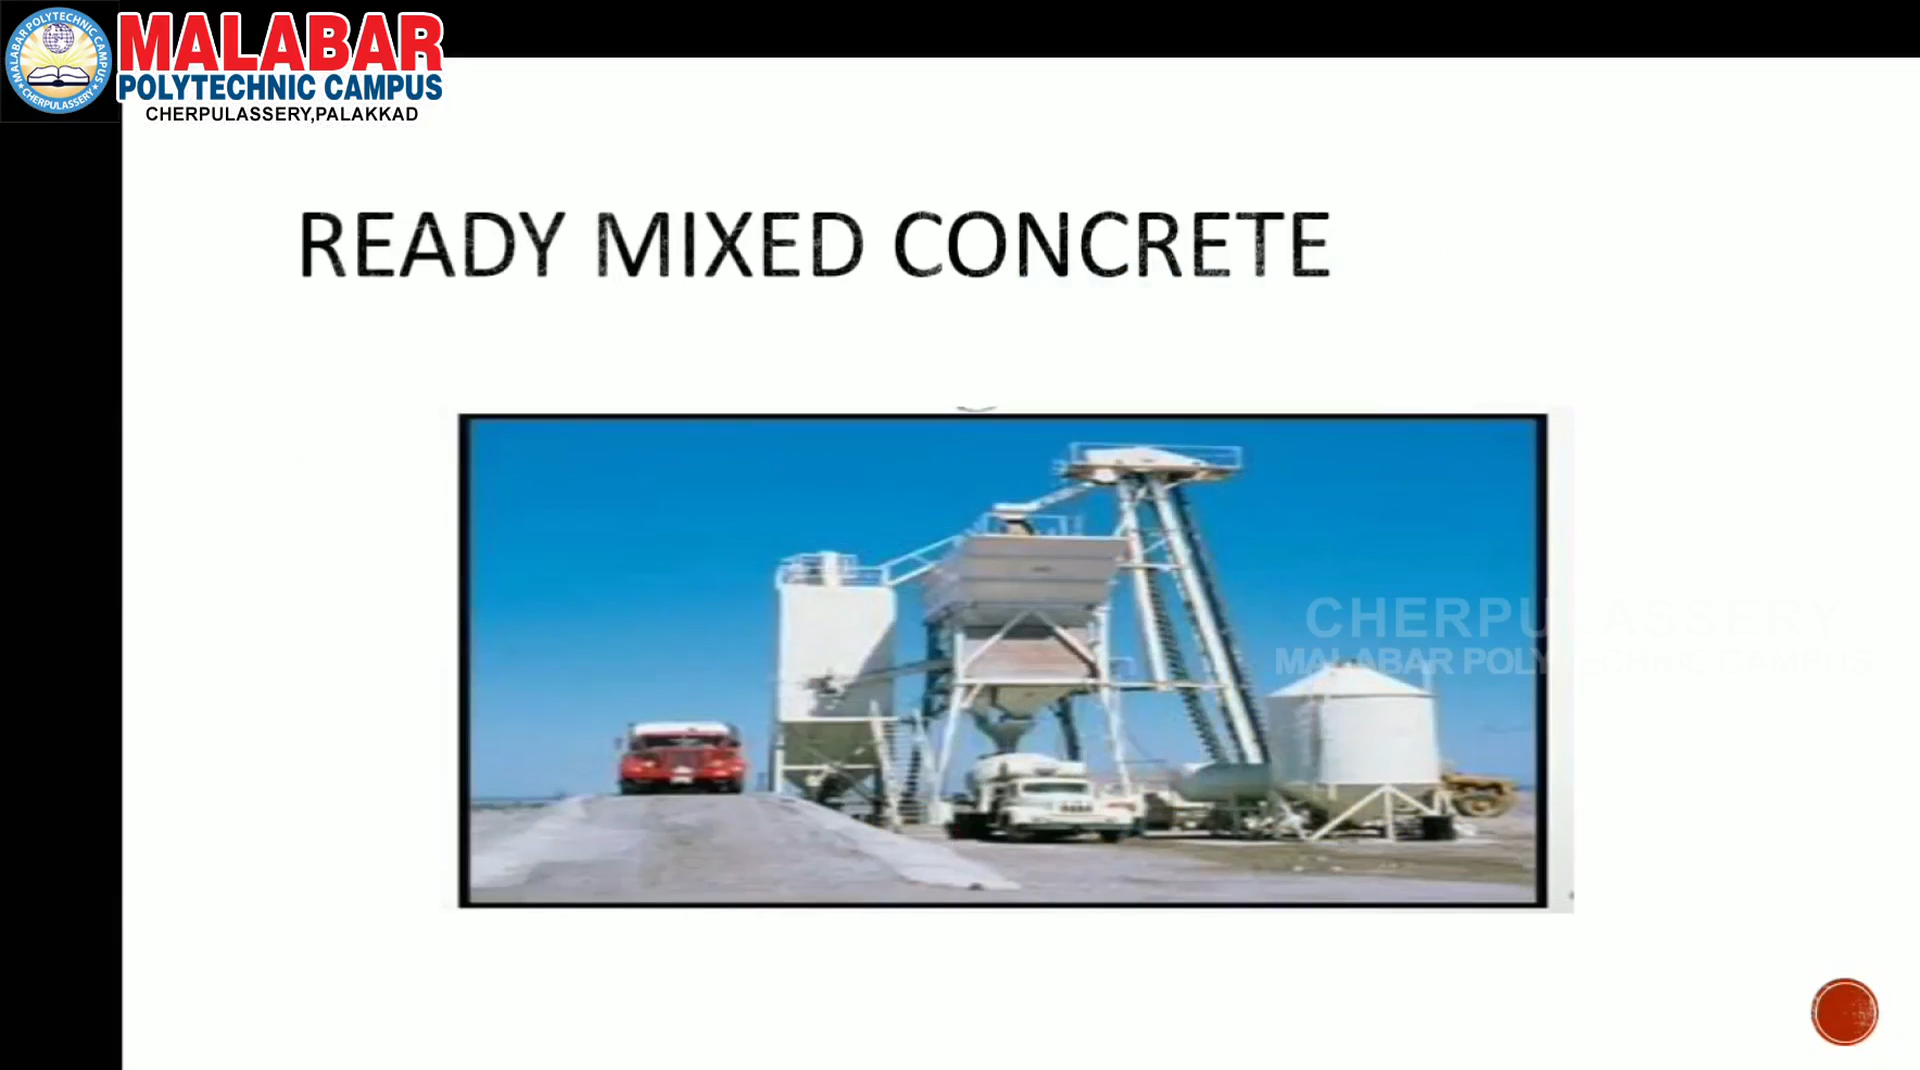 MALABAR POLYTECHNIC CAMPUS
CHERPULASSERY
MALABAR
POLYTECHNIC CAMPUS
CHERPULASSERY,PALAKKAD
READY MIXED CONCRETE
CHERPULASSERY
MALABAR POLYTECHNIC CAMPUS